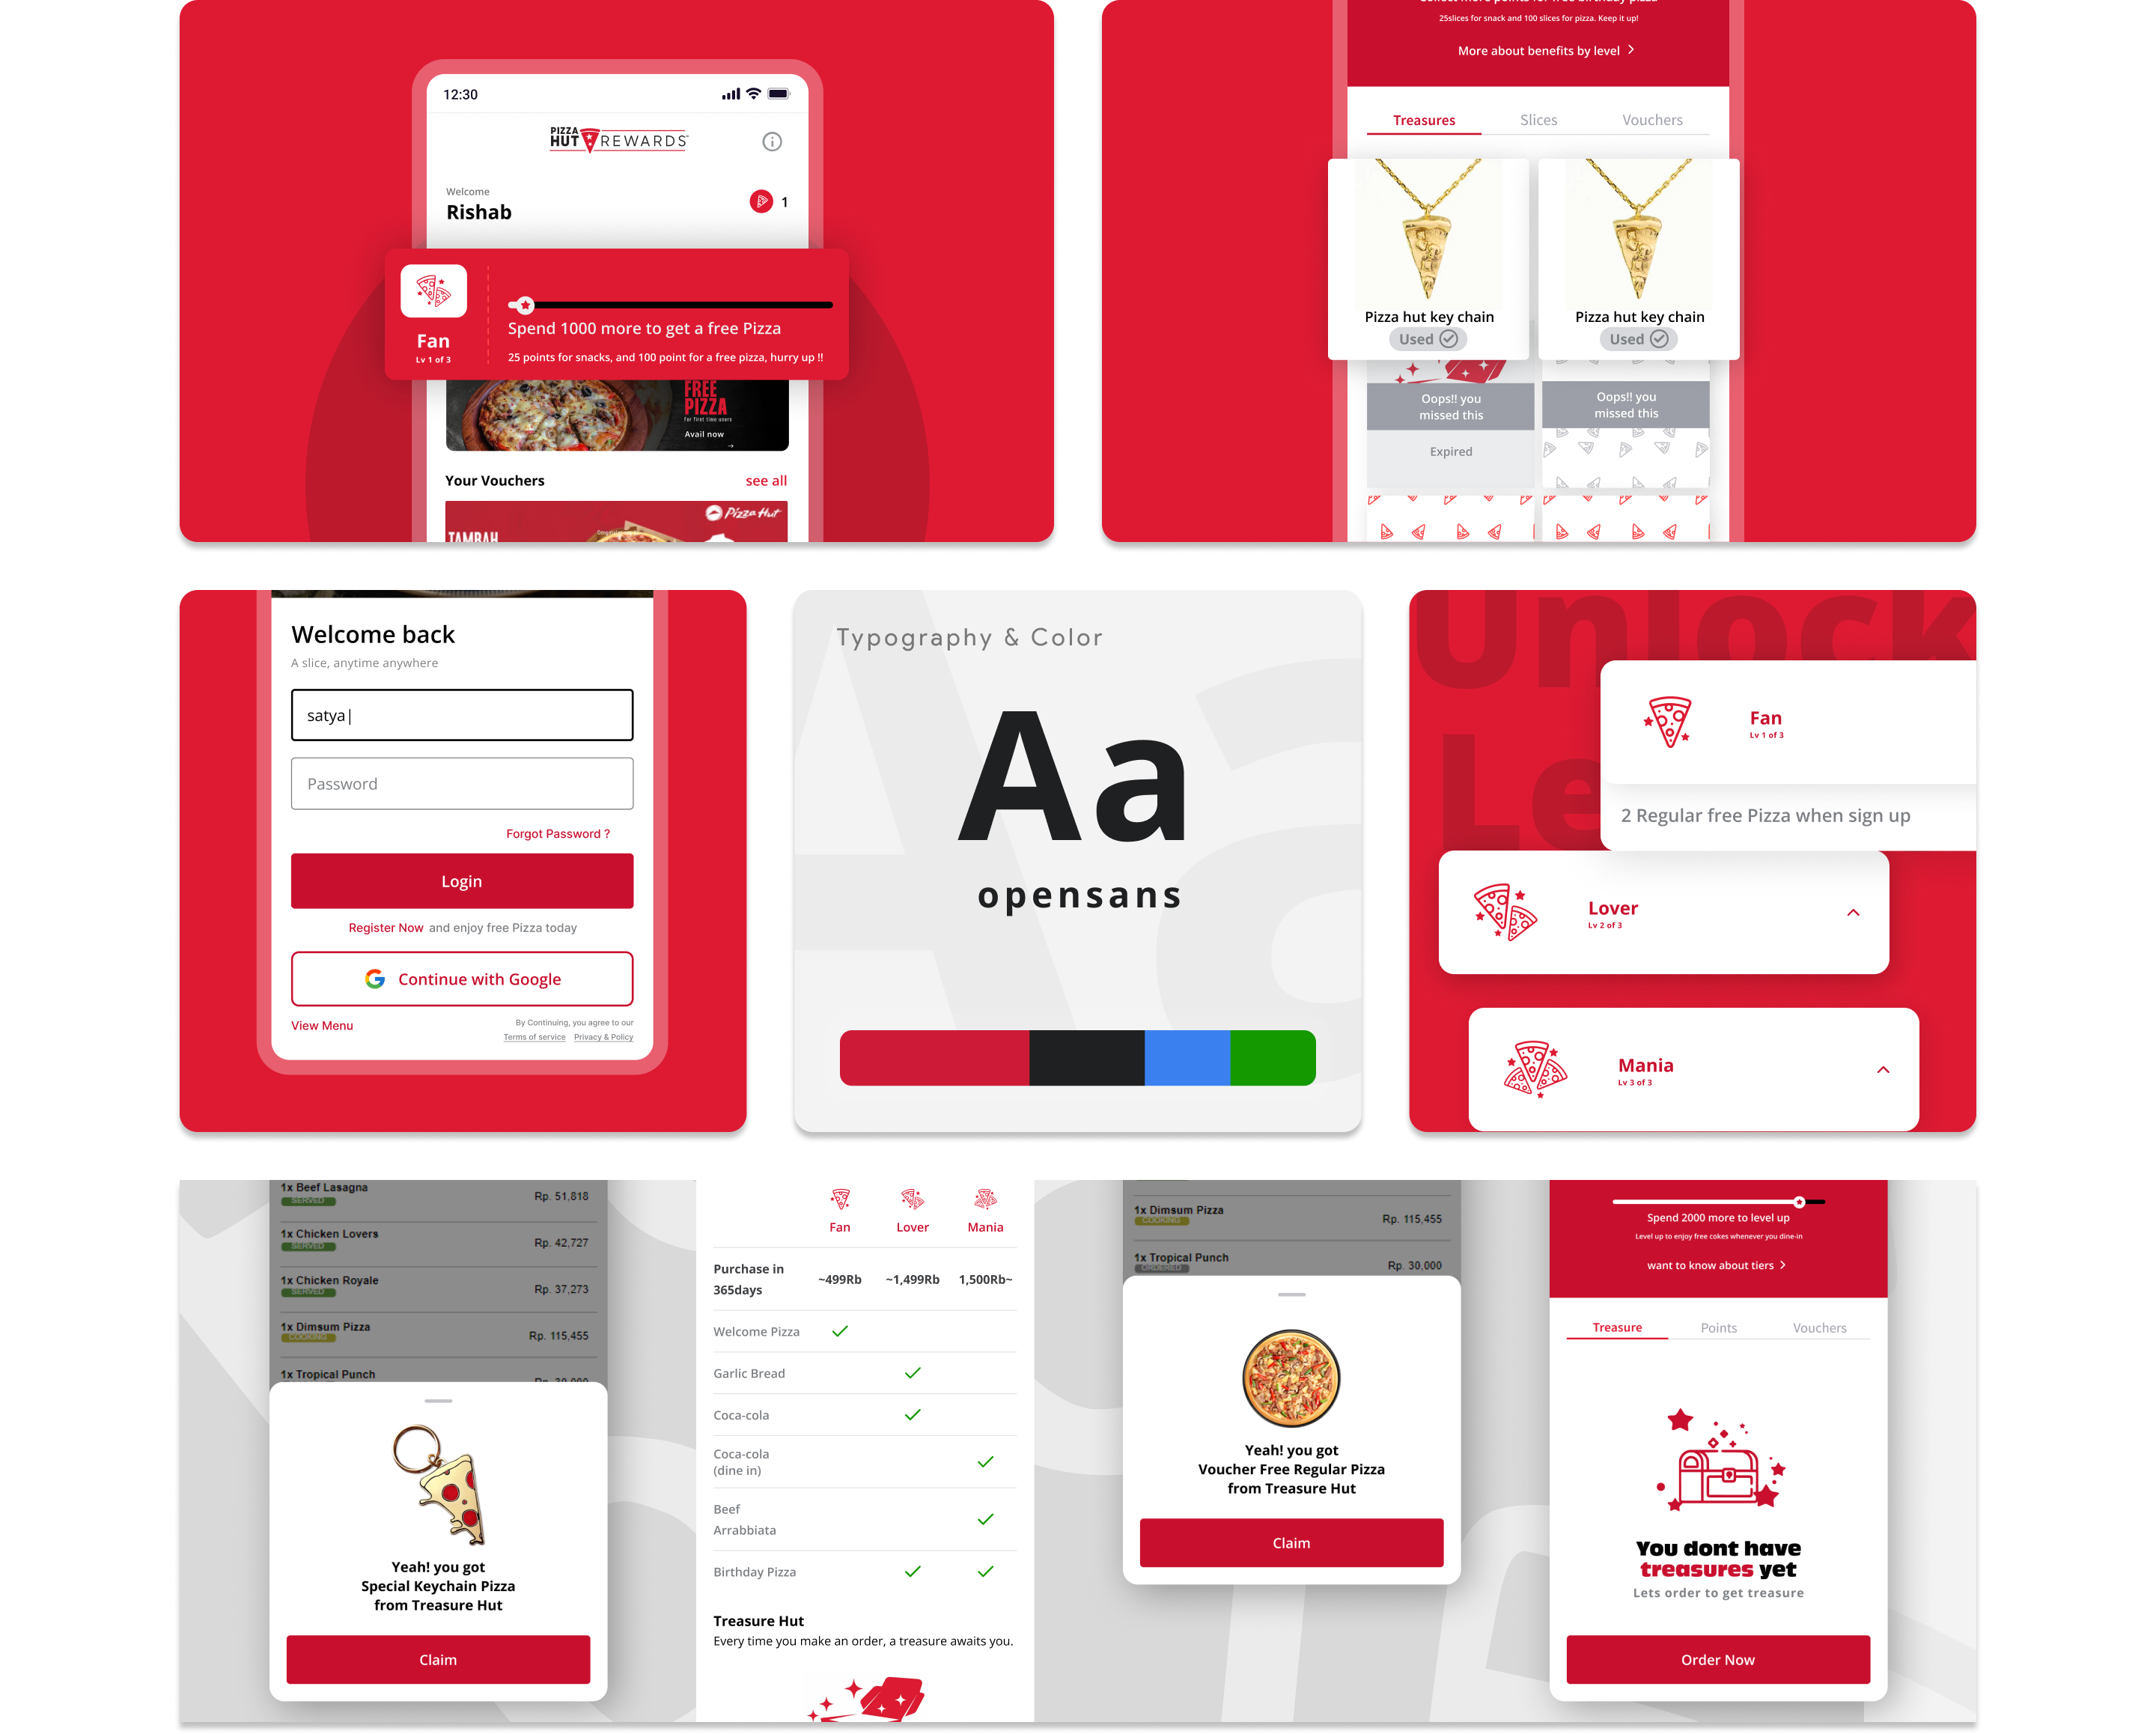 12:30
PIZZA
HUT REWARDS
Welcome
Rishab
1
Fan
Lv 1 of 3
Spend 1000 more to get a free Pizza
25 points for snacks, and 100 point for a free pizza, hurry up !!
FREE
PIZZA
For first time users
Avail now
Your Vouchers
see all
Pizza Hut
TAMBAH
25slices for snack and 100 slices for pizza. Keep it up!
More about benefits by level
Treasures
Slices
Vouchers
Pizza hut key chain
Used
Pizza hut key chain
Used
Oops!! you
missed this
Expired
Oops!! you
missed this
Welcome back
A slice, anytime anywhere
satya
Password
Forgot Password ?
Login
Register Now and enjoy free Pizza today
Continue with Google
View Menu
By Continuing, you agree to our
Terms of service Privacy & Policy
Typography & Color
Aa
opensans
Unlock
Le
Fan
Lv 1 of 3
2 Regular free Pizza when sign up
Lover
Lv 2 of 3
Mania
Lv 3 of 3
1x Beef Lasagna
SERVED
Rp. 51,818
1x Chicken Lovers
SERVED
Rp. 42,727
1x Chicken Royale
SERVED
Rp. 37,273
1x Dimsum Pizza
COOKING
Rp. 115,455
1x Tropical Punch
Rp. 30,000
Yeah! you got
Special Keychain Pizza
from Treasure Hut
Claim
Fan Lover Mania
Purchase in
365days
~499Rb ~1,499Rb 1,500Rb~
Welcome Pizza
Garlic Bread
Coca-cola
Coca-cola
(dine in)
Beef
Arrabbiata
Birthday Pizza
Treasure Hut
Every time you make an order, a treasure awaits you.
1x Dimsum Pizza
COOKING
Rp. 115,455
1x Tropical Punch
ORDERED
Rp. 30,000
Yeah! you got
Voucher Free Regular Pizza
from Treasure Hut
Claim
Spend 2000 more to level up
Level up to enjoy free cokes whenever you dine-in
want to know about tiers
Treasure
Points
Vouchers
You dont have
treasures yet
Lets order to get treasure
Order Now